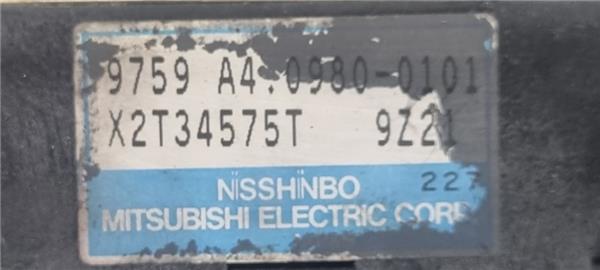 9759 A4.0980-0101
X2T34575T 9Z21
NISSHINBO 227
MITSUBISHI ELECTRIC CORP